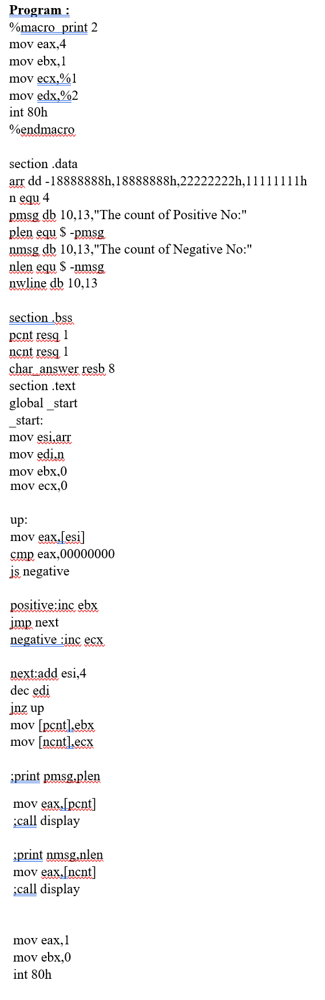 Program :
%macro print 2
mov eax,4
mov ebx,1
mov ecx,%1
mov edx,%2
int 80h
%endmacro
section .data
arr dd -18888888h,18888888h,22222222h,11111111h
n equ 4
pmsg db 10,13,"The count of Positive No:"
plen equ $ -pmsg
nmsg db 10,13,"The count of Negative No:"
nlen equ $ -nmsg
nwline db 10,13
section .bss
pcnt resq 1
ncnt resq 1
char_answer resb 8
section .text
global _start
_start:
mov esi,arr
mov edi,n
mov ebx,0
mov ecx,0
up:
mov eax,[esi]
cmp eax,00000000
js negative
positive:inc ebx
jmp next
negative :inc ecx
next:add esi,4
dec edi
jnz up
mov [pcnt],ebx
mov [ncnt],ecx
;print pmsg,plen
mov eax,[pcnt]
;call display
;print nmsg,nlen
mov eax,[ncnt]
;call display
mov eax,1
mov ebx,0
int 80h